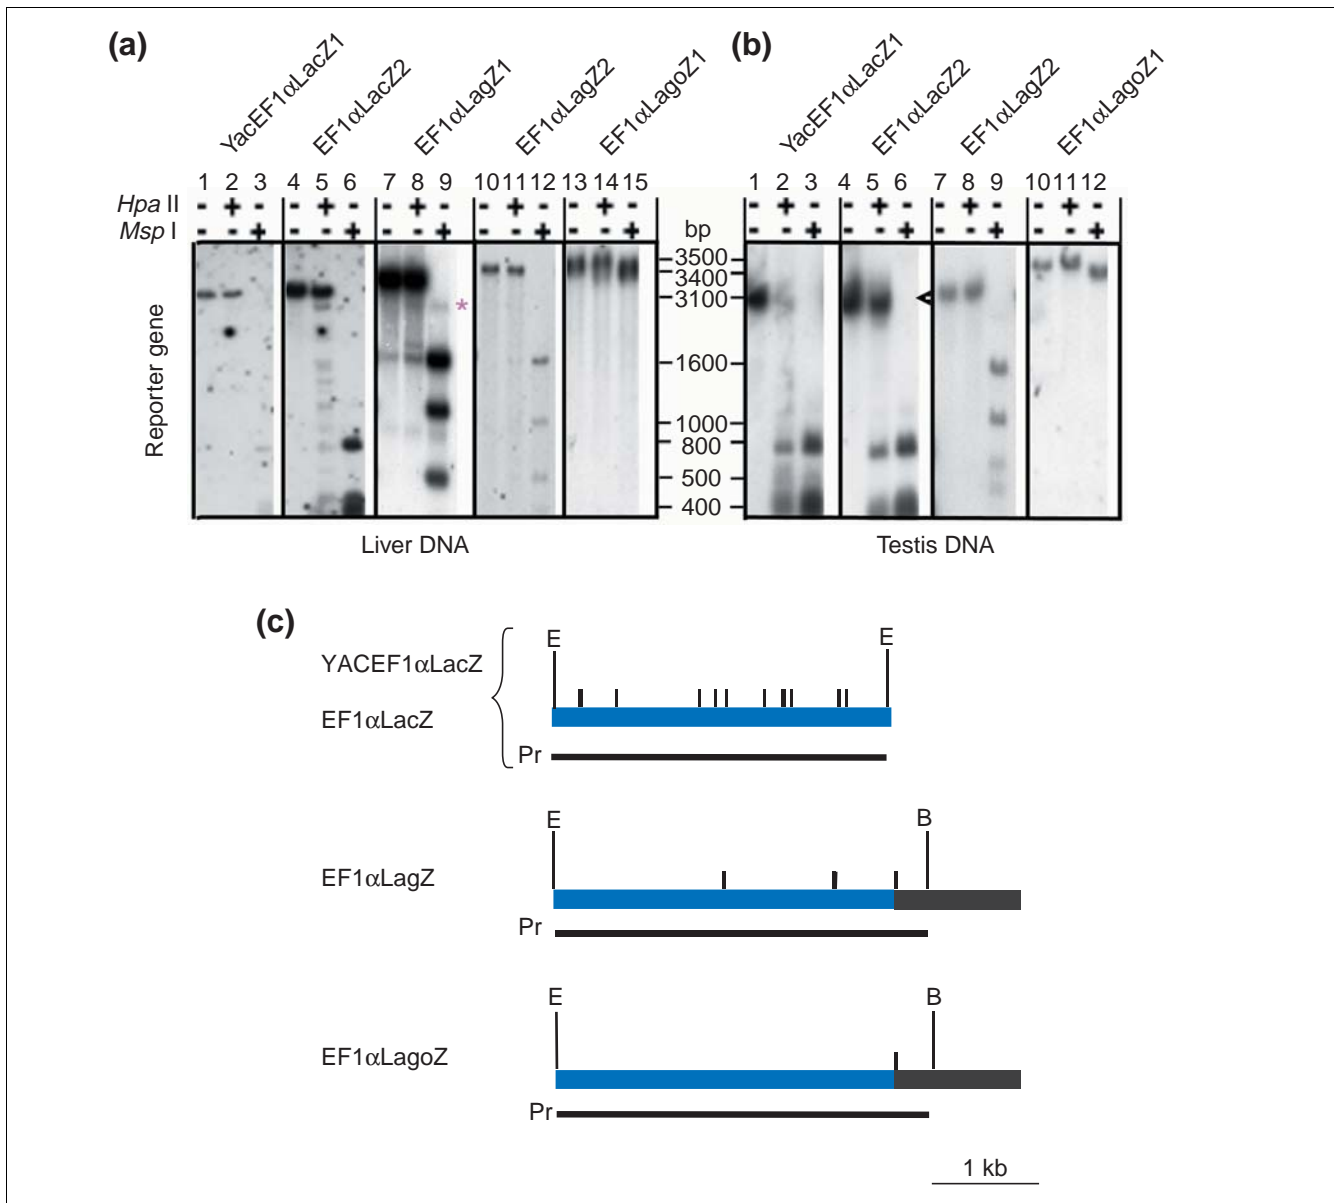 (a)
YacEF1αLacZ1
EF1αLacZ2
EF1αLagZ1
EF1αLagZ2
EF1αLagoZ1
1 2 3 4 5 6 7 8 9 10 11 12 13 14 15
Hpa II - + - - + - - + - - + - - + -
Msp I - - + - - + - - + - - + - - +
Reporter gene
*
Liver DNA
bp
3500
3400
3100
1600
1000
800
500
400
(b)
YacEF1αLacZ1
EF1αLacZ2
EF1αLagZ2
EF1αLagoZ1
1 2 3 4 5 6 7 8 9 10 11 12
- + - - + - - + - - + -
- - + - - + - - + - - +
Testis DNA
(c)
E E
YACEF1αLacZ
EF1αLacZ
Pr
E B
EF1αLagZ
Pr
E B
EF1αLagoZ
Pr
1 kb